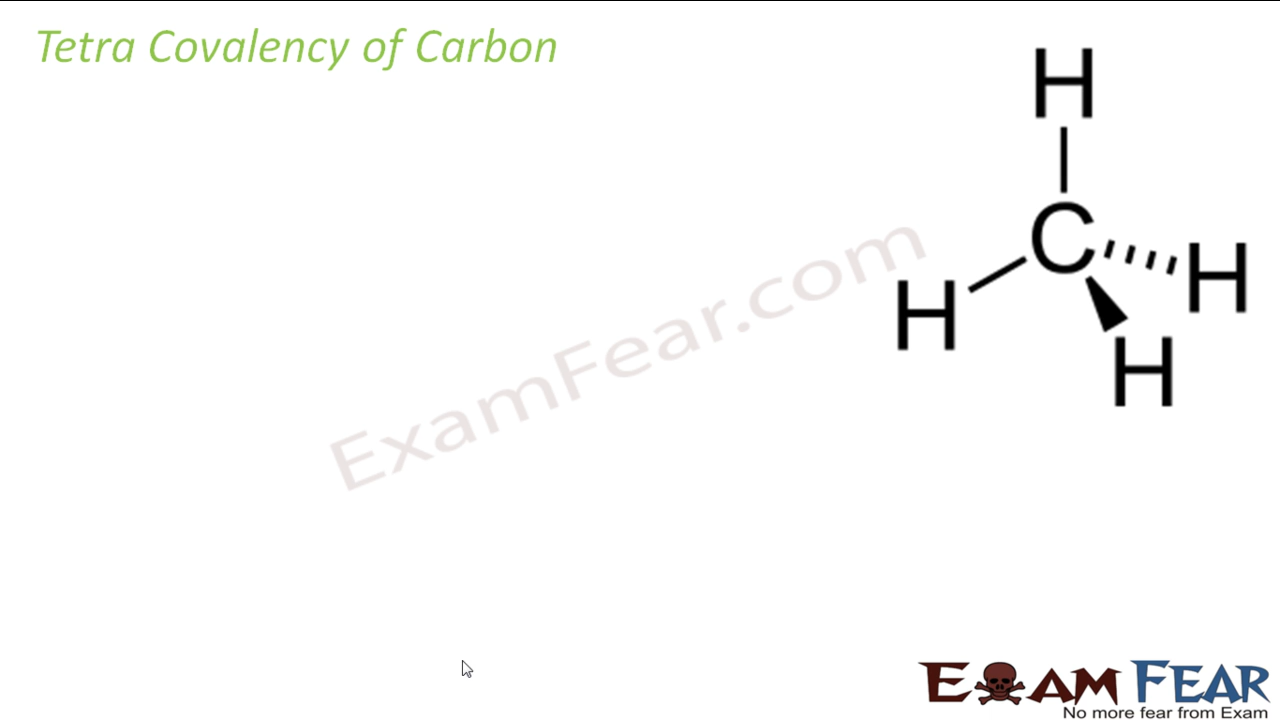 Tetra Covalency of Carbon
H
C
H
H
H
ExamFear.com
EXAM FEAR
No more fear from Exam